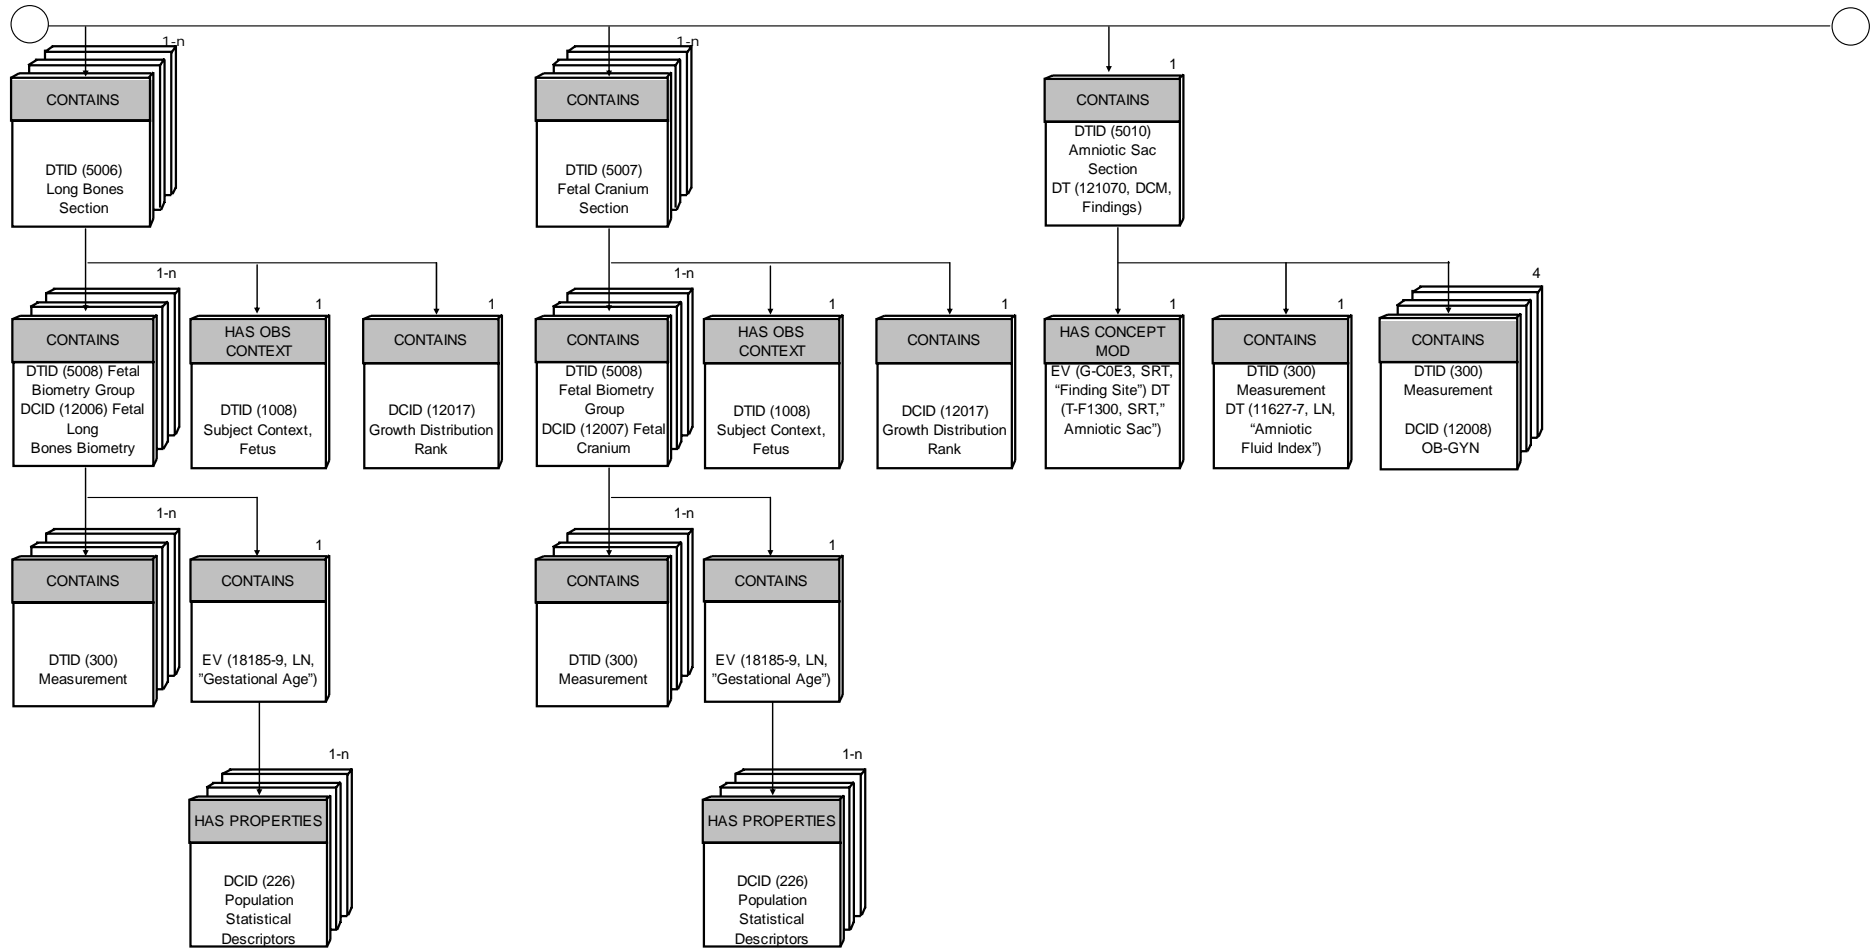 1-n
CONTAINS
DTID (5006)
Long Bones
Section
1-n
CONTAINS
DTID (5007)
Fetal Cranium
Section
1
CONTAINS
DTID (5010)
Amniotic Sac
Section
DT (121070, DCM,
Findings)
1-n
CONTAINS
DTID (5008) Fetal
Biometry Group
DCID (12006) Fetal
Long
Bones Biometry
1
HAS OBS
CONTEXT
DTID (1008)
Subject Context,
Fetus
1
CONTAINS
DCID (12017)
Growth Distribution
Rank
1-n
CONTAINS
DTID (5008)
Fetal Biometry
Group
DCID (12007) Fetal
Cranium
1
HAS OBS
CONTEXT
DTID (1008)
Subject Context,
Fetus
1
CONTAINS
DCID (12017)
Growth Distribution
Rank
1
HAS CONCEPT
MOD
EV (G-C0E3, SRT,
“Finding Site”) DT
(T-F1300, SRT,”
Amniotic Sac”)
1
CONTAINS
DTID (300)
Measurement
DT (11627-7, LN,
“Amniotic
Fluid Index”)
4
CONTAINS
DTID (300)
Measurement
DCID (12008)
OB-GYN
1-n
CONTAINS
DTID (300)
Measurement
1
CONTAINS
EV (18185-9, LN,
”Gestational Age”)
1-n
CONTAINS
DTID (300)
Measurement
1
CONTAINS
EV (18185-9, LN,
”Gestational Age”)
1-n
HAS PROPERTIES
DCID (226)
Population
Statistical
Descriptors
1-n
HAS PROPERTIES
DCID (226)
Population
Statistical
Descriptors